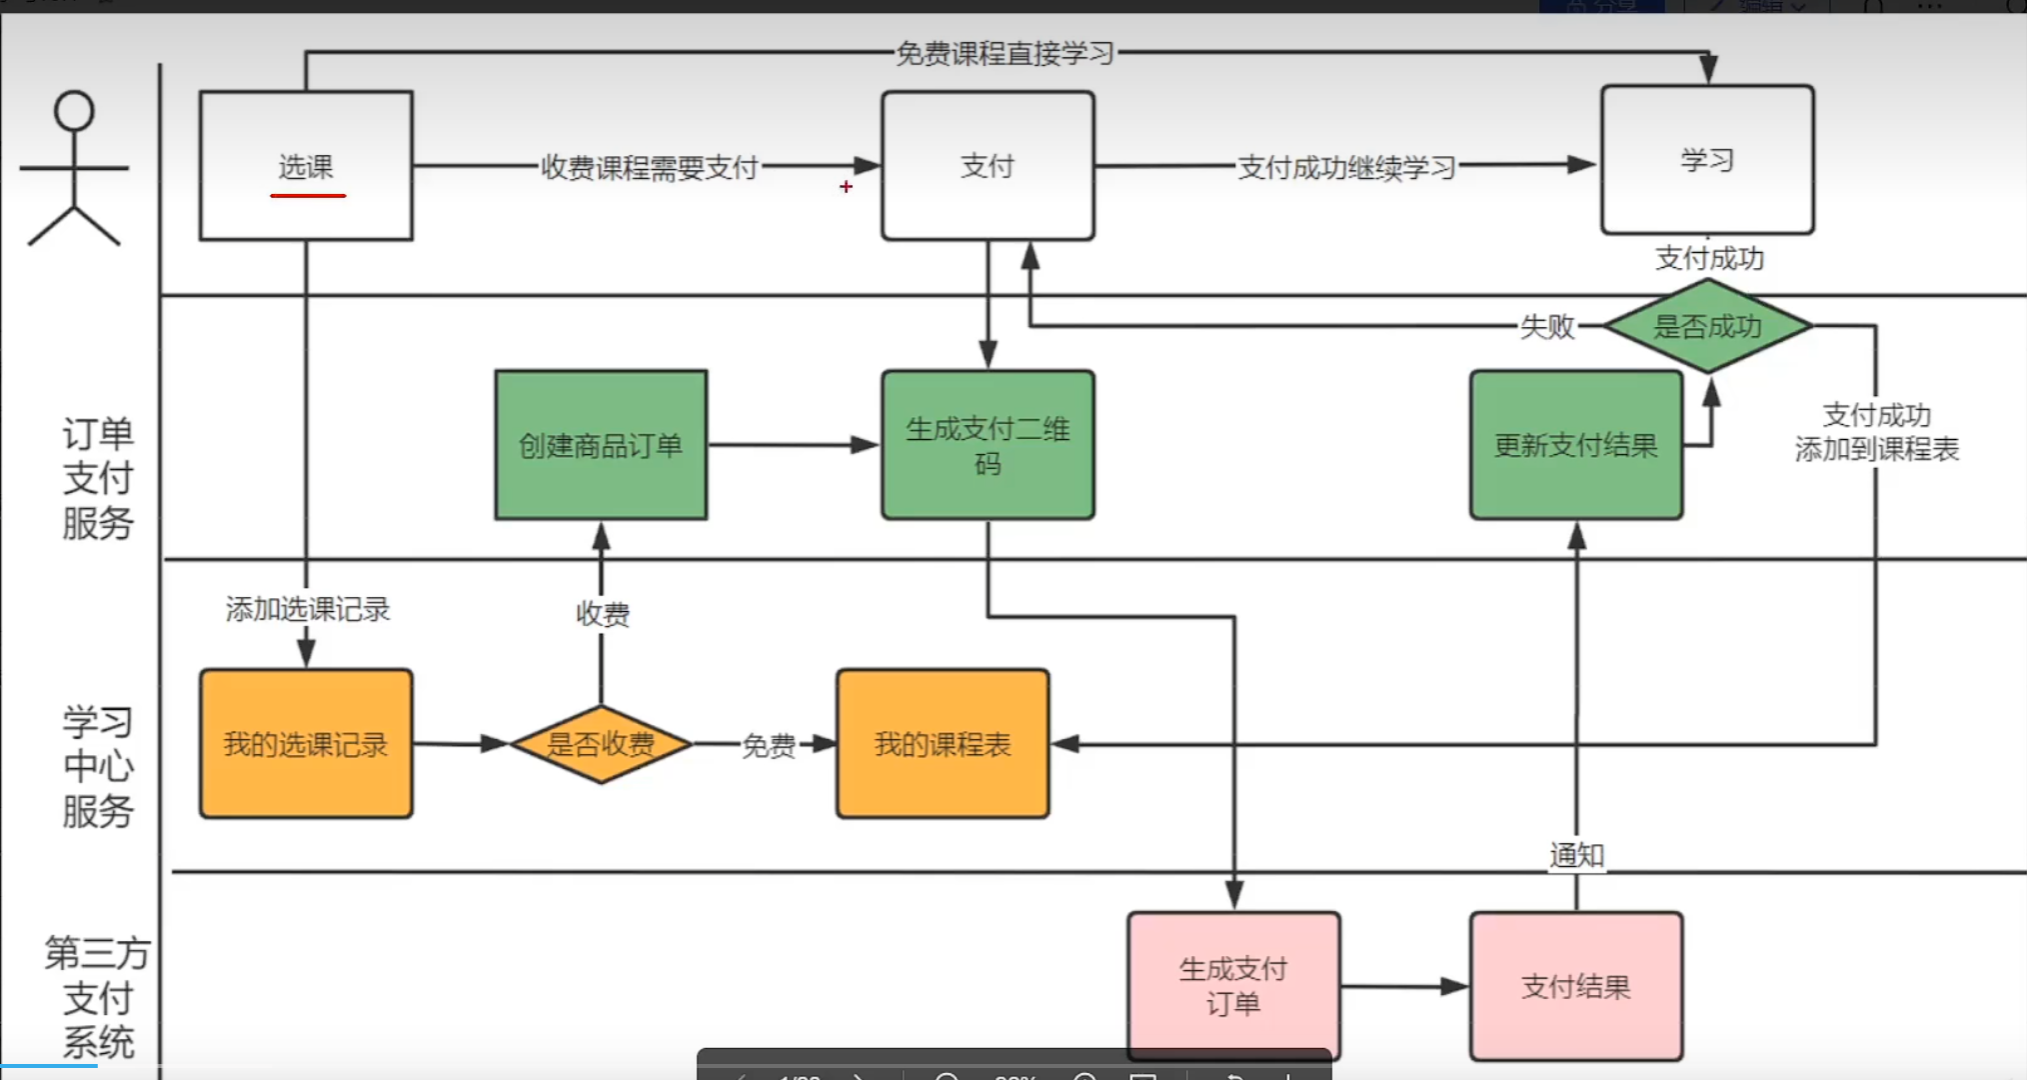 分享
编辑
免费课程直接学习
选课
收费课程需要支付
支付
支付成功继续学习
学习
支付成功
失败
是否成功
订单
支付
服务
创建商品订单
生成支付二维
码
更新支付结果
支付成功
添加到课程表
添加选课记录
收费
学习
中心
服务
我的选课记录
是否收费
免费
我的课程表
通知
第三方
支付
系统
生成支付
订单
支付结果